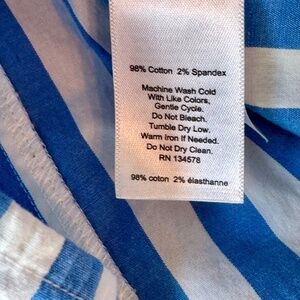 98% Cotton 2% Spandex
Machine Wash Cold
With Like Colors,
Gentle Cycle.
Do Not Bleach.
Tumble Dry Low.
Warm Iron If Needed.
Do Not Dry Clean.
RN 134578
98% coton 2% élasthanne